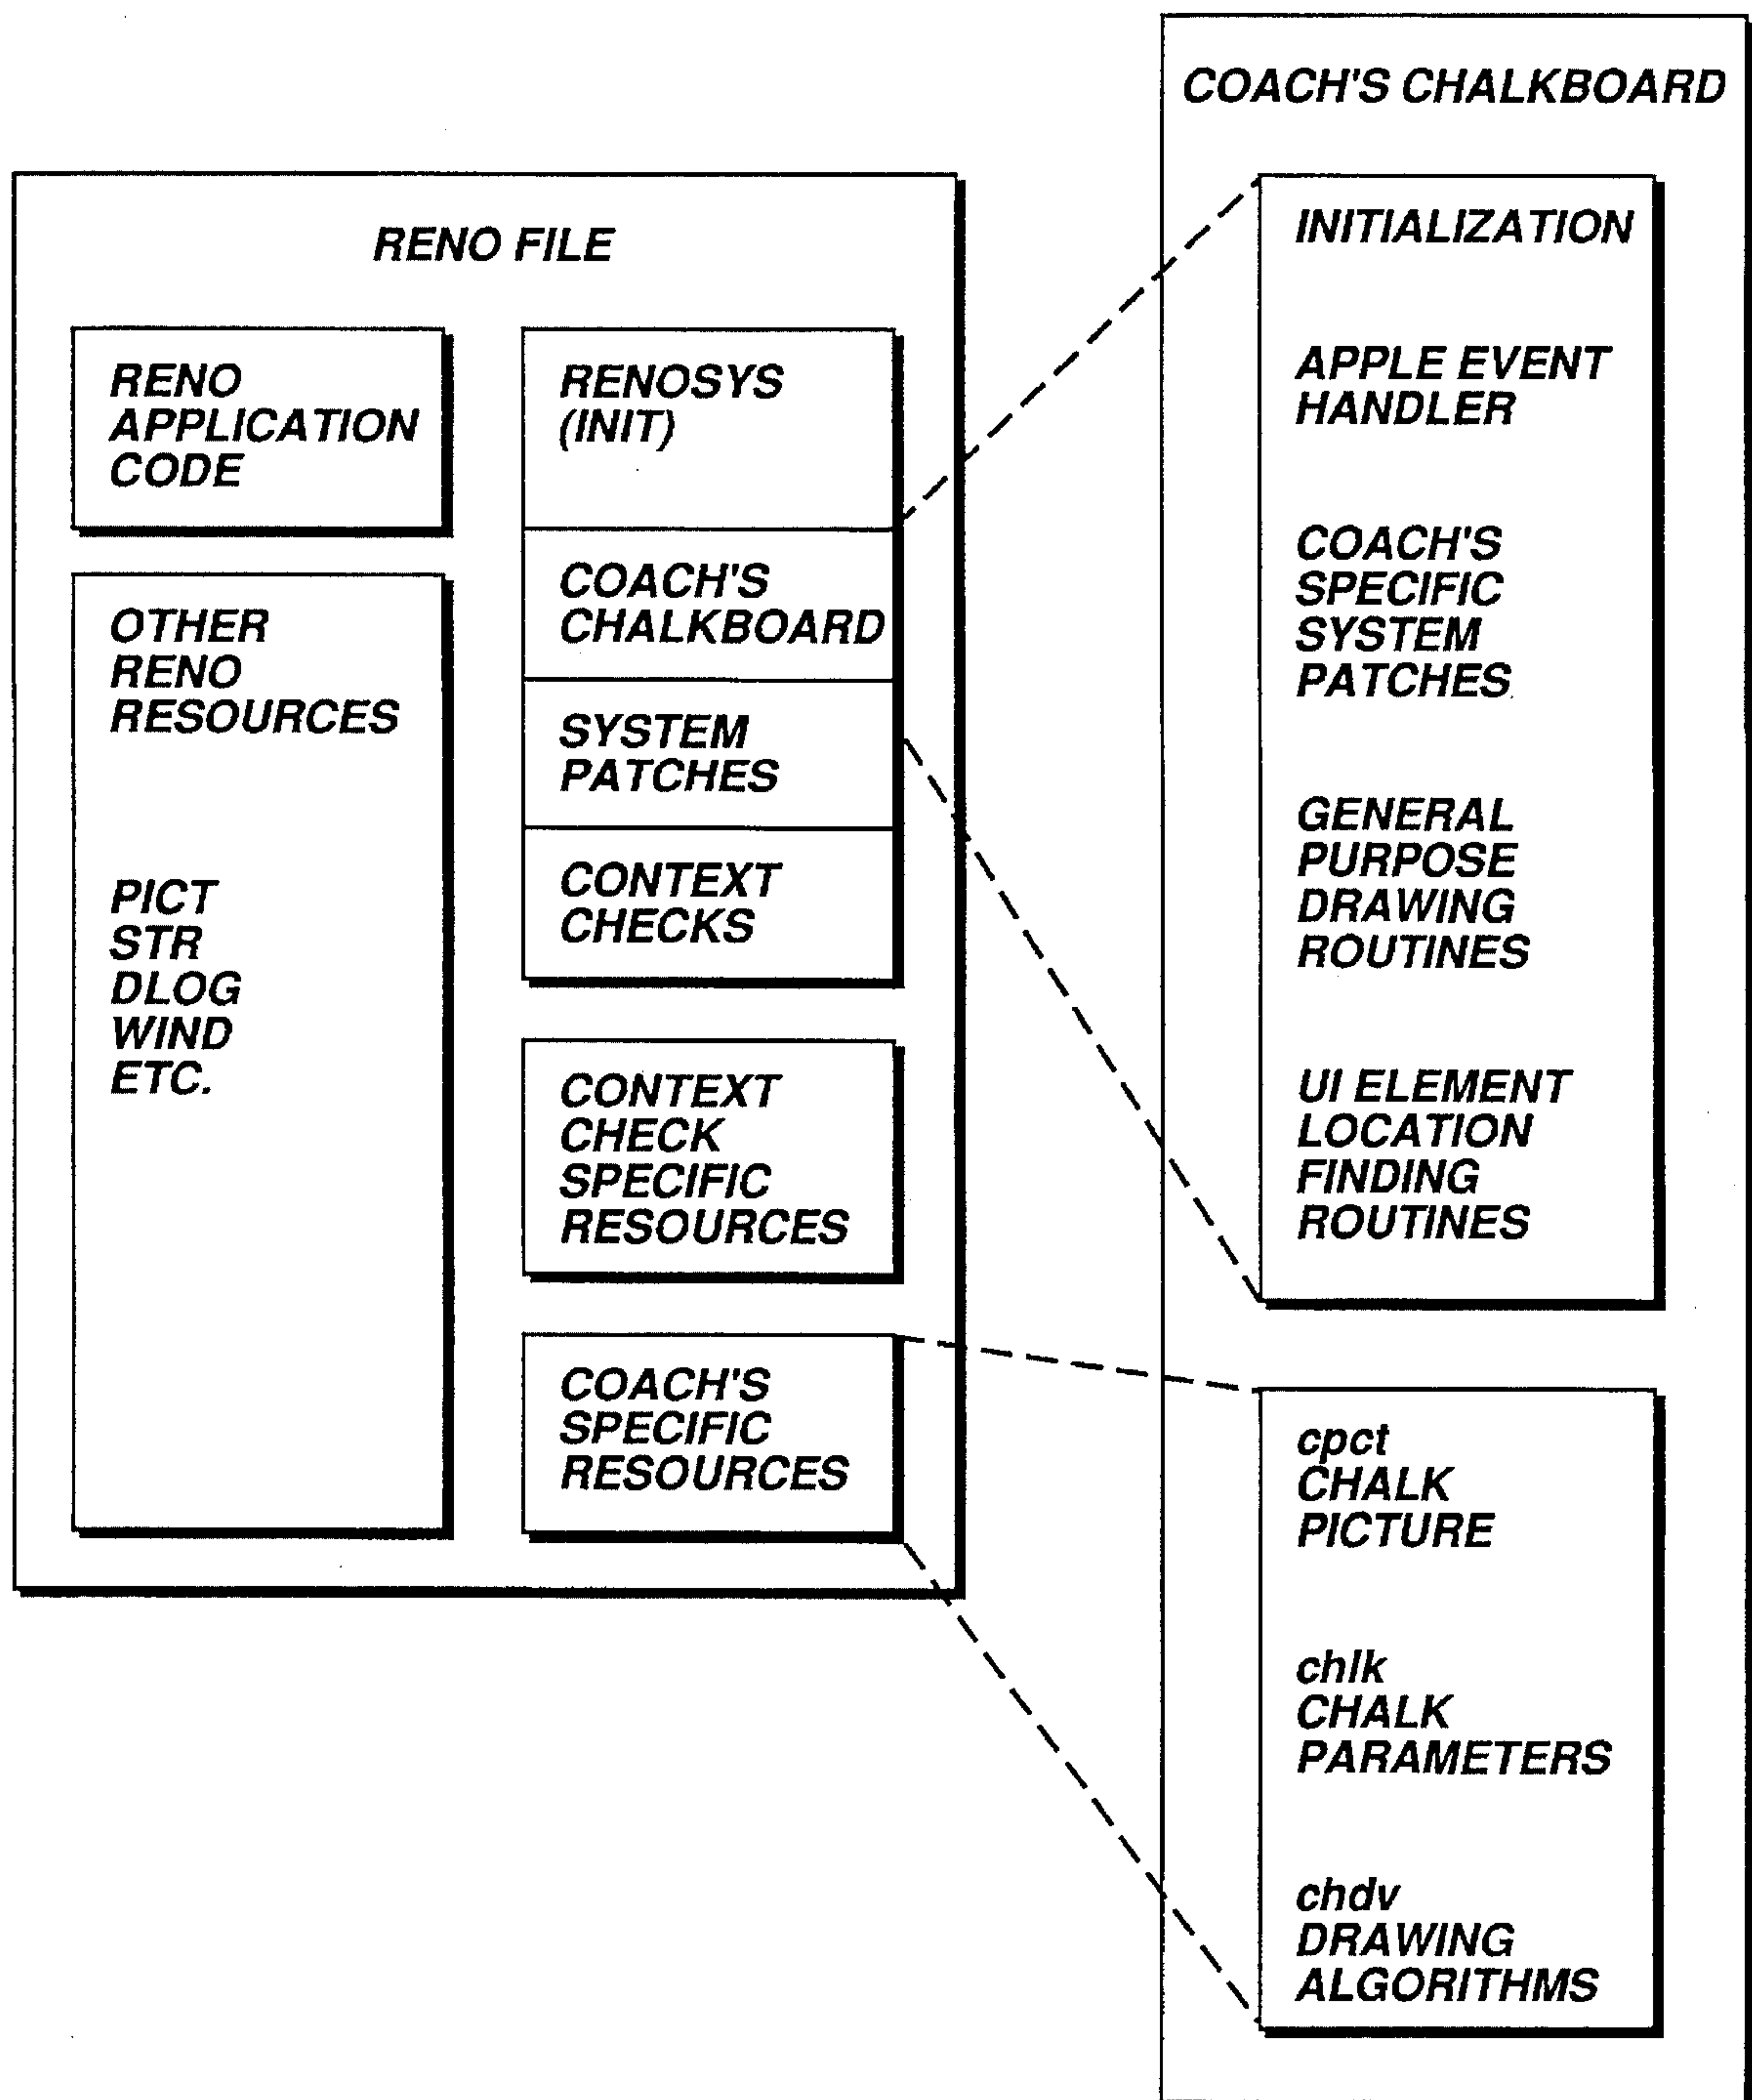 RENO FILE
RENO
APPLICATION
CODE
OTHER
RENO
RESOURCES
PICT
STR
DLOG
WIND
ETC.
RENOSYS
(INIT)
COACH'S
CHALKBOARD
SYSTEM
PATCHES
CONTEXT
CHECKS
CONTEXT
CHECK
SPECIFIC
RESOURCES
COACH'S
SPECIFIC
RESOURCES
COACH'S CHALKBOARD
INITIALIZATION
APPLE EVENT
HANDLER
COACH'S
SPECIFIC
SYSTEM
PATCHES
GENERAL
PURPOSE
DRAWING
ROUTINES
UI ELEMENT
LOCATION
FINDING
ROUTINES
cpct
CHALK
PICTURE
chlk
CHALK
PARAMETERS
chdv
DRAWING
ALGORITHMS